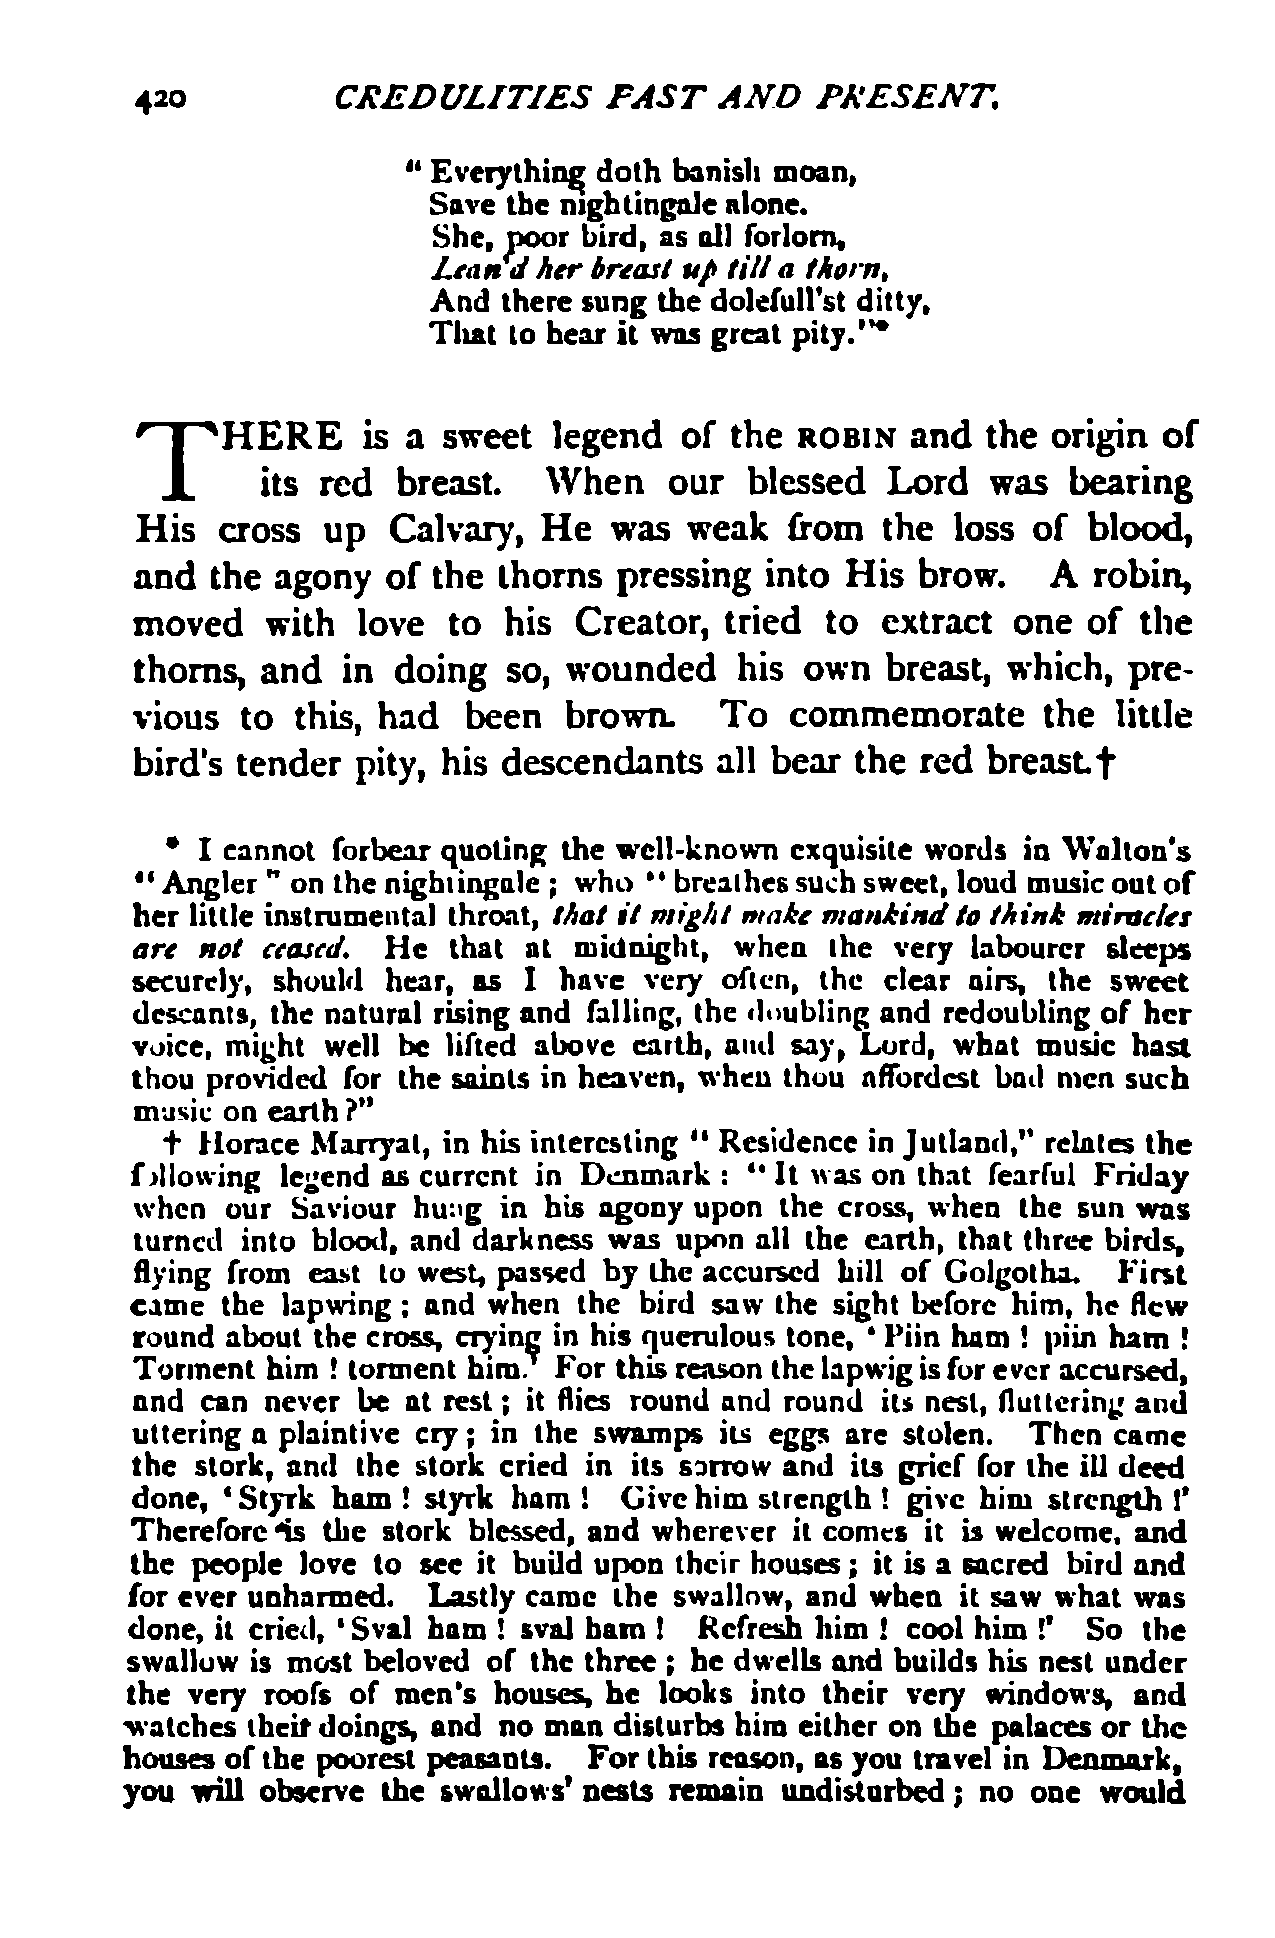 420 CREDULITIES PAST AND PRESENT.
" Everything doth banish moan,
Save the nightingale alone.
She, poor bird, as all forlorn,
Lean'd her breast up till a thorn,
And there sung the dolefull'st ditty,
That to hear it was great pity."*
THERE is a sweet legend of the ROBIN and the origin of
its red breast. When our blessed Lord was bearing
His cross up Calvary, He was weak from the loss of blood,
and the agony of the thorns pressing into His brow. A robin,
moved with love to his Creator, tried to extract one of the
thorns, and in doing so, wounded his own breast, which, pre-
vious to this, had been brown. To commemorate the little
bird's tender pity, his descendants all bear the red breast.†
* I cannot forbear quoting the well-known exquisite words in Walton's
" Angler " on the nightingale ; who " breathes such sweet, loud music out of
her little instrumental throat, that it might make mankind to think miracles
are not ceased. He that at midnight, when the very labourer sleeps
securely, should hear, as I have very often, the clear airs, the sweet
descants, the natural rising and falling, the doubling and redoubling of her
voice, might well be lifted above earth, and say, Lord, what music hast
thou provided for the saints in heaven, when thou affordest bad men such
music on earth ?"
† Horace Marryat, in his interesting " Residence in Jutland," relates the
following legend as current in Denmark : " It was on that fearful Friday
when our Saviour hung in his agony upon the cross, when the sun was
turned into blood, and darkness was upon all the earth, that three birds,
flying from east to west, passed by the accursed hill of Golgotha. First
came the lapwing ; and when the bird saw the sight before him, he flew
round about the cross, crying in his querulous tone, ' Piin ham ! piin ham !
Torment him ! torment him.' For this reason the lapwig is for ever accursed,
and can never be at rest ; it flies round and round its nest, fluttering and
uttering a plaintive cry ; in the swamps its eggs are stolen. Then came
the stork, and the stork cried in its sorrow and its grief for the ill deed
done, ' Styrk ham ! styrk ham ! Give him strength ! give him strength !'
Therefore is the stork blessed, and wherever it comes it is welcome, and
the people love to see it build upon their houses ; it is a sacred bird and
for ever unharmed. Lastly came the swallow, and when it saw what was
done, it cried, ' Sval ham ! sval ham ! Refresh him ! cool him !' So the
swallow is most beloved of the three ; he dwells and builds his nest under
the very roofs of men's houses, he looks into their very windows, and
watches their doings, and no man disturbs him either on the palaces or the
houses of the poorest peasants. For this reason, as you travel in Denmark,
you will observe the swallows' nests remain undisturbed ; no one would